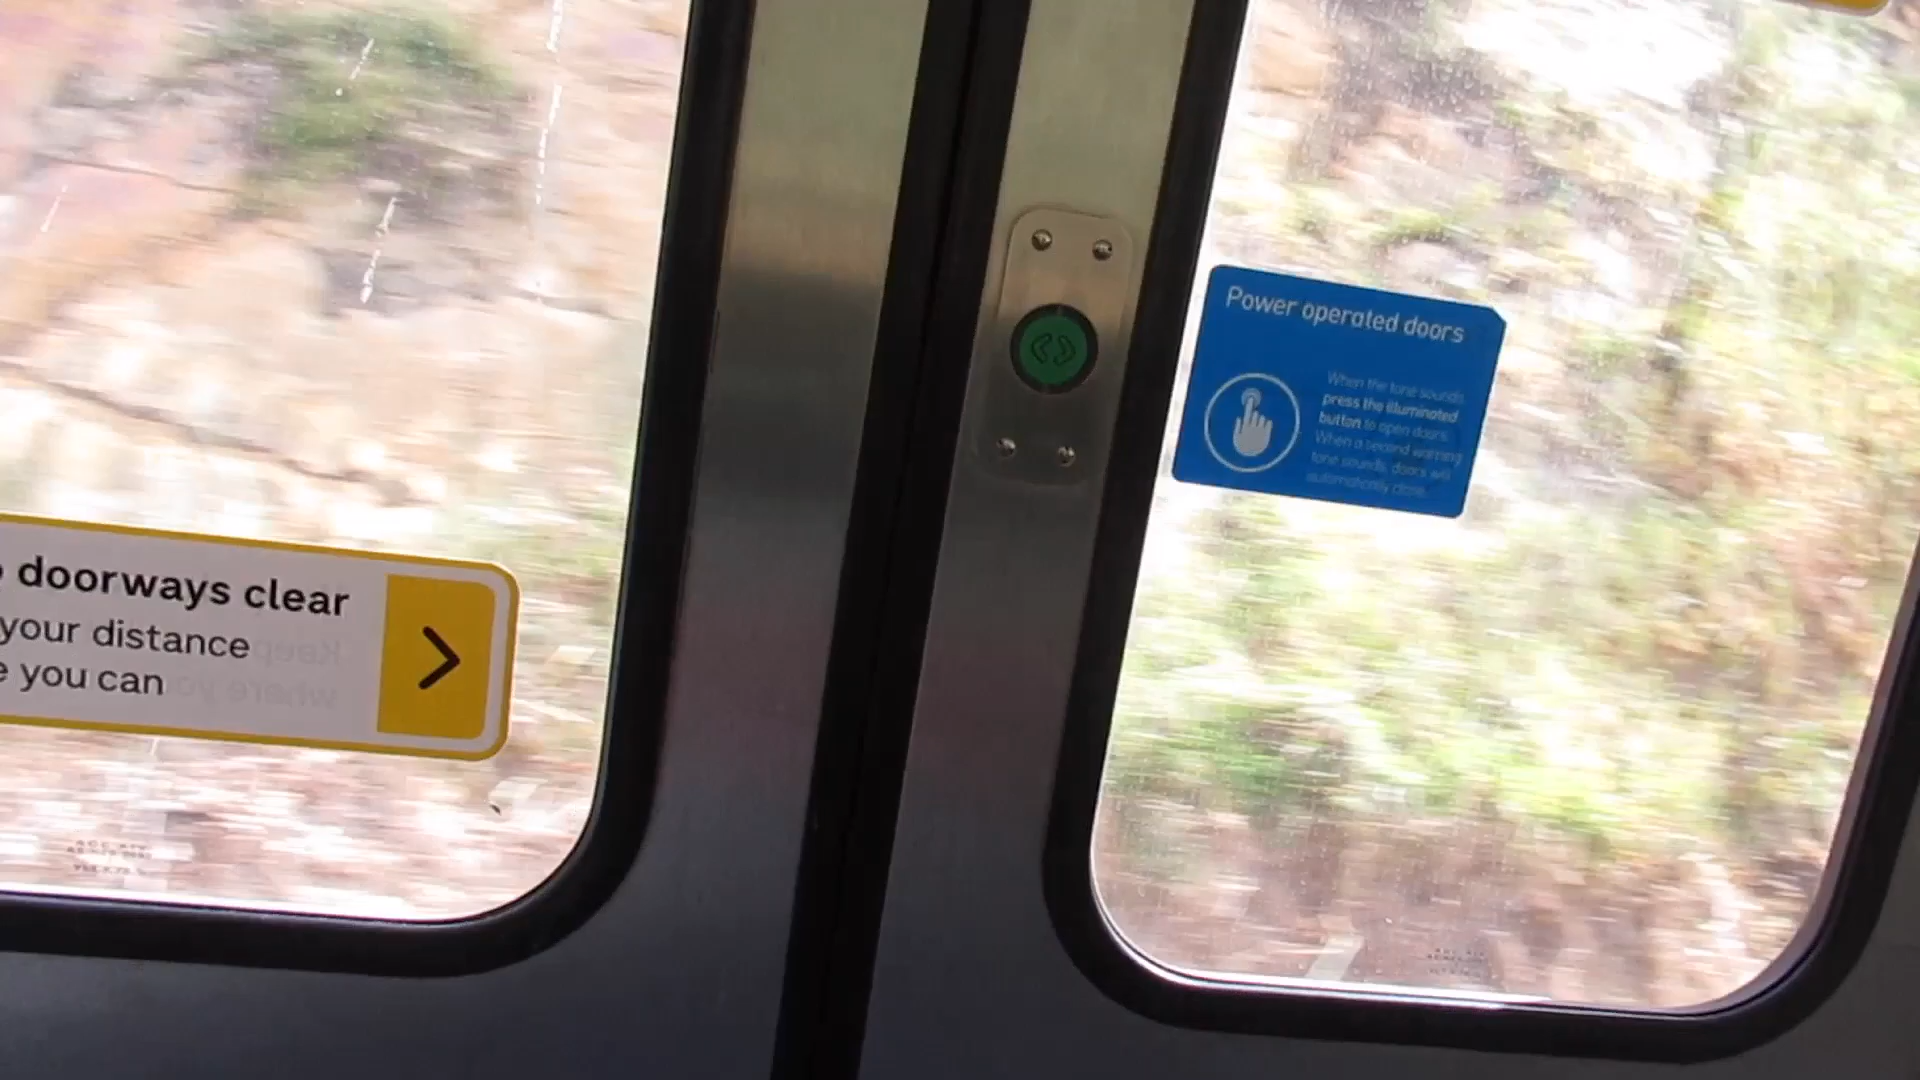 doorways clear
your distance
you can
Power operated doors
When the tone sounds
press the illuminated
button to open doors.
When a second warning
tone sounds, doors will
automatically close.